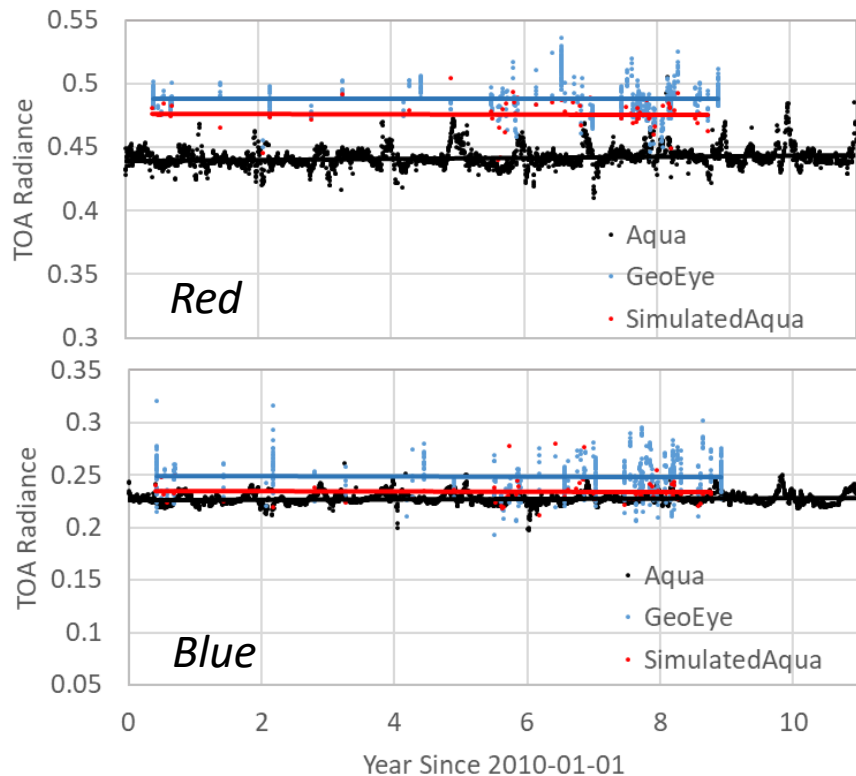 0.55
0.5
0.45
0.4
0.35
0.3
TOA Radiance
Red
Aqua
GeoEye
SimulatedAqua
0.35
0.3
0.25
0.2
0.15
0.1
0.05
TOA Radiance
Blue
Aqua
GeoEye
SimulatedAqua
0 2 4 6 8 10
Year Since 2010-01-01